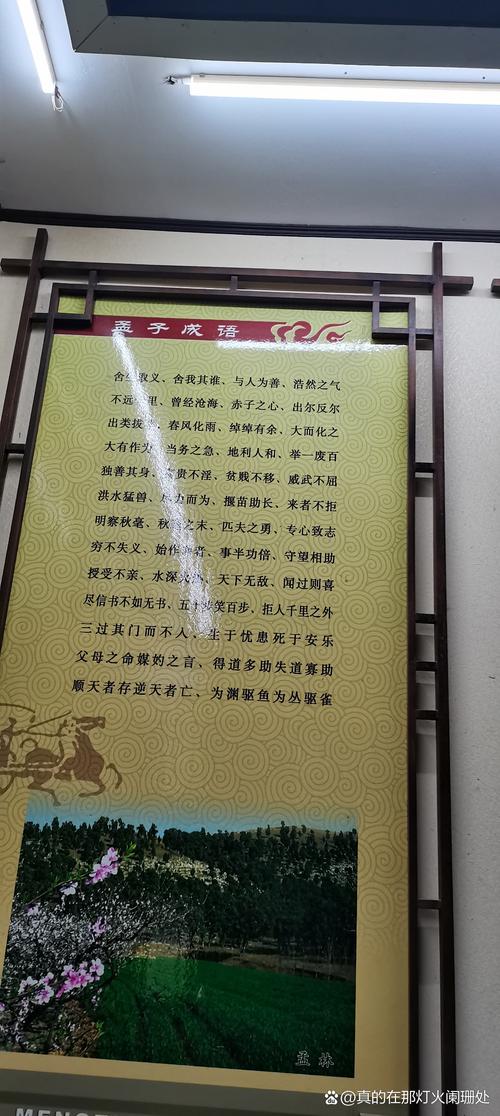 孟子成语
舍生取义、舍我其谁、与人为善、浩然之气
不远千里、曾经沧海、赤子之心、出尔反尔
出类拔萃、春风化雨、绰绰有余、大而化之
大有作为、当务之急、地利人和、举一废百
独善其身、富贵不淫、贫贱不移、威武不屈
洪水猛兽、尽力而为、揠苗助长、来者不拒
明察秋毫、秋毫之末、匹夫之勇、专心致志
穷不失义、始作俑者、事半功倍、守望相助
授受不亲、水深火热、天下无敌、闻过则喜
尽信书不如无书、五十步笑百步、拒人千里之外
三过其门而不入、生于忧患死于安乐
父母之命媒妁之言、得道多助失道寡助
顺天者存逆天者亡、为渊驱鱼为丛驱雀
孟林
MENG
@真的在那灯火阑珊处